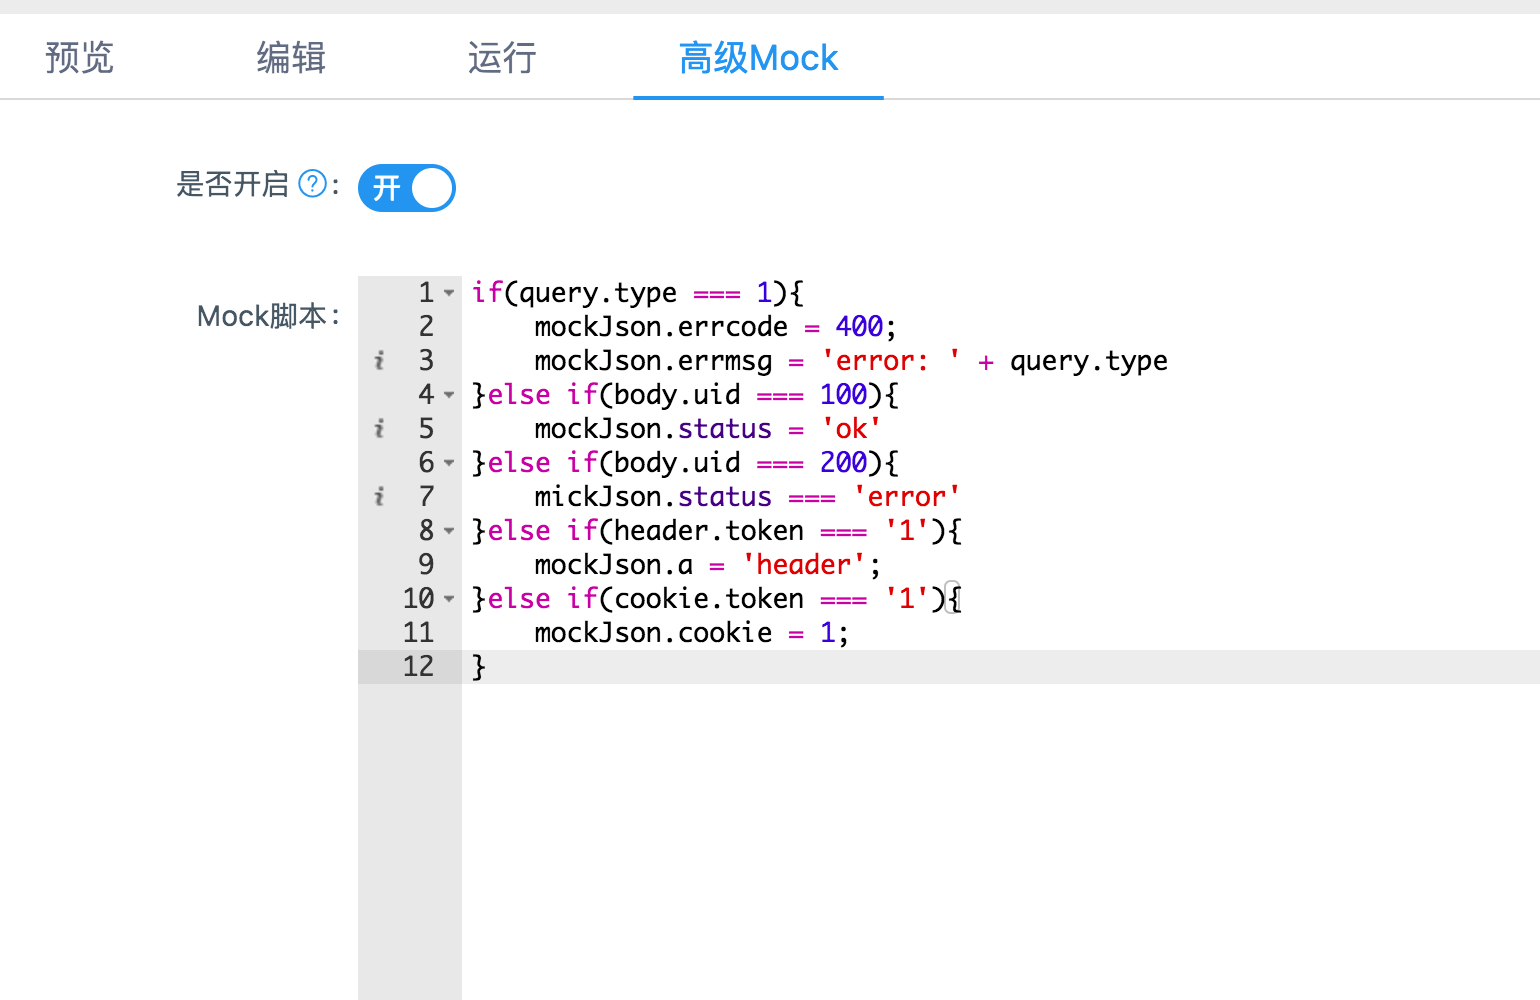 预览 编辑 运行 高级Mock
是否开启 ? : 开
Mock脚本:
1 if(query.type === 1){
2     mockJson.errcode = 400;
i 3     mockJson.errmsg = 'error: ' + query.type
4 }else if(body.uid === 100){
i 5     mockJson.status = 'ok'
6 }else if(body.uid === 200){
i 7     mickJson.status === 'error'
8 }else if(header.token === '1'){
9     mockJson.a = 'header';
10 }else if(cookie.token === '1'){
11     mockJson.cookie = 1;
12 }